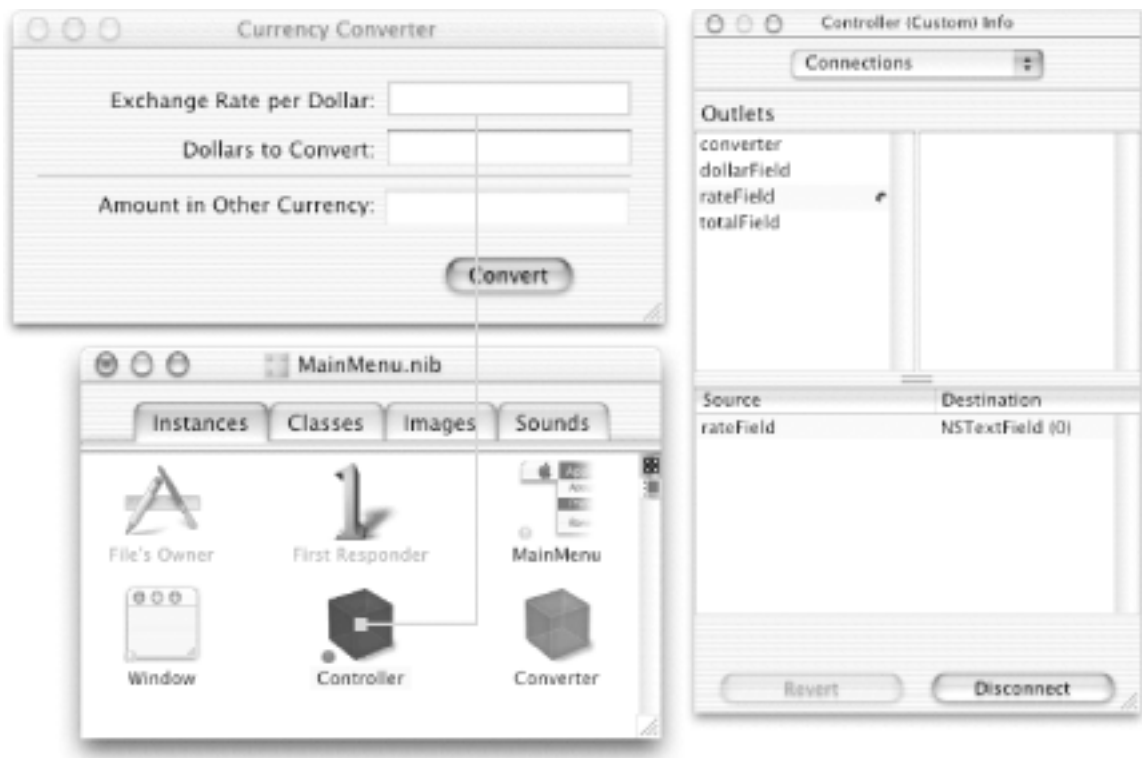 Currency Converter
Exchange Rate per Dollar:
Dollars to Convert:
Amount in Other Currency:
Convert
MainMenu.nib
Instances
Classes
Images
Sounds
File's Owner
First Responder
MainMenu
Window
Controller
Converter
Controller (Custom) Info
Connections
Outlets
converter
dollarField
rateField
totalField
Source Destination
rateField NSTextField (0)
Revert
Disconnect